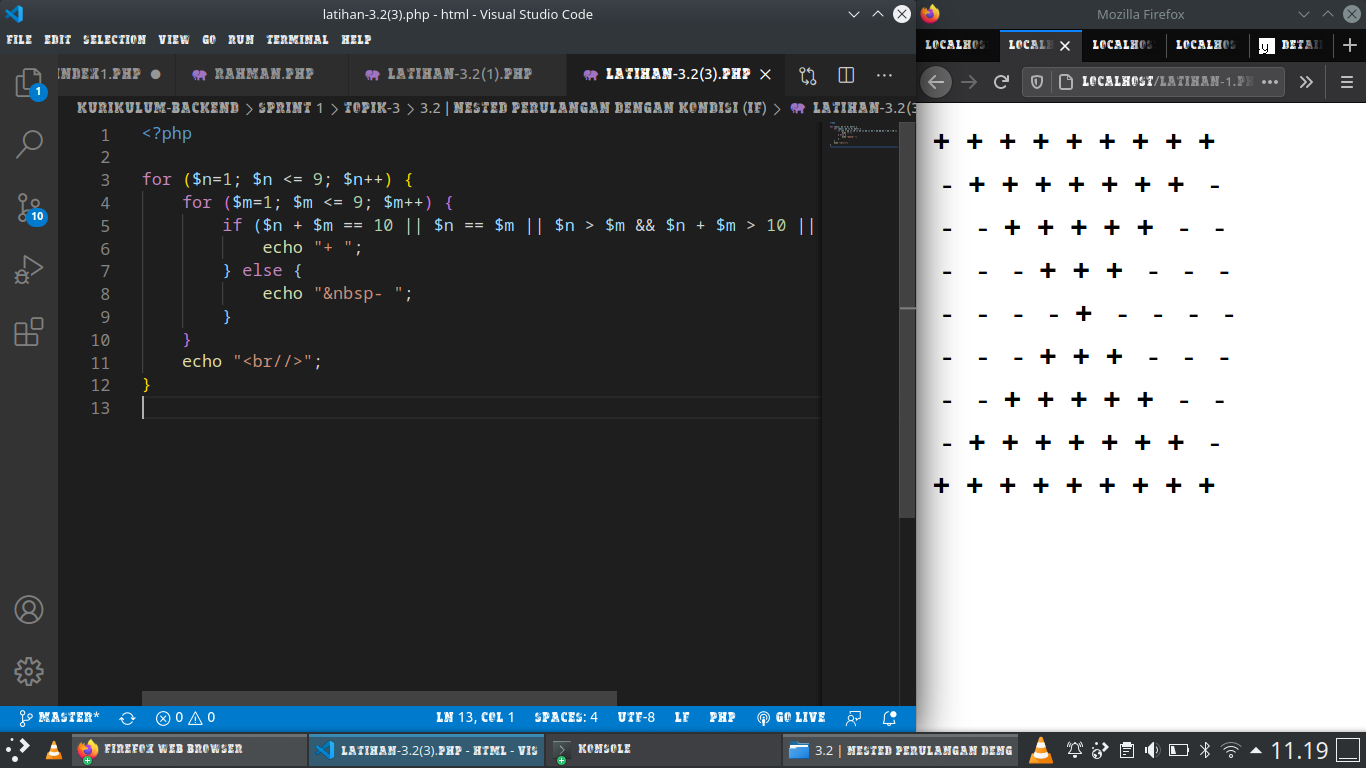 latihan-3.2(3).php - html - Visual Studio Code
FILE EDIT SELECTION VIEW GO RUN TERMINAL HELP
NDEX1.PHP RAHMAN.PHP LATIHAN-3.2(1).PHP LATIHAN-3.2(3).PHP
KURIKULUM-BACKEND > SPRINT 1 > TOPIK-3 > 3.2 | NESTED PERULANGAN DENGAN KONDISI (IF) > LATIHAN-3.2(3
1 <?php
2
3 for ($n=1; $n <= 9; $n++) {
4 for ($m=1; $m <= 9; $m++) {
5 if ($n + $m == 10 || $n == $m || $n > $m && $n + $m > 10 ||
6 echo "+ ";
7 } else {
8 echo "&nbsp- ";
9 }
10 }
11 echo "<br//>";
12 }
13
1
10
MASTER* 0 0 LN 13, COL 1 SPACES: 4 UTF-8 LF PHP GO LIVE
Mozilla Firefox
LOCALHOS LOCALH LOCALHOS LOCALHOS y DETAI
LOCALHOST/LATIHAN-1.PH
+ + + + + + + + +
- + + + + + + + -
- - + + + + + - -
- - - + + + - - -
- - - - + - - - -
- - - + + + - - -
- - + + + + + - -
- + + + + + + + -
+ + + + + + + + +
FIREFOX WEB BROWSER LATIHAN-3.2(3).PHP - HTML - VIS KONSOLE 3.2 | NESTED PERULANGAN DENG 11.19